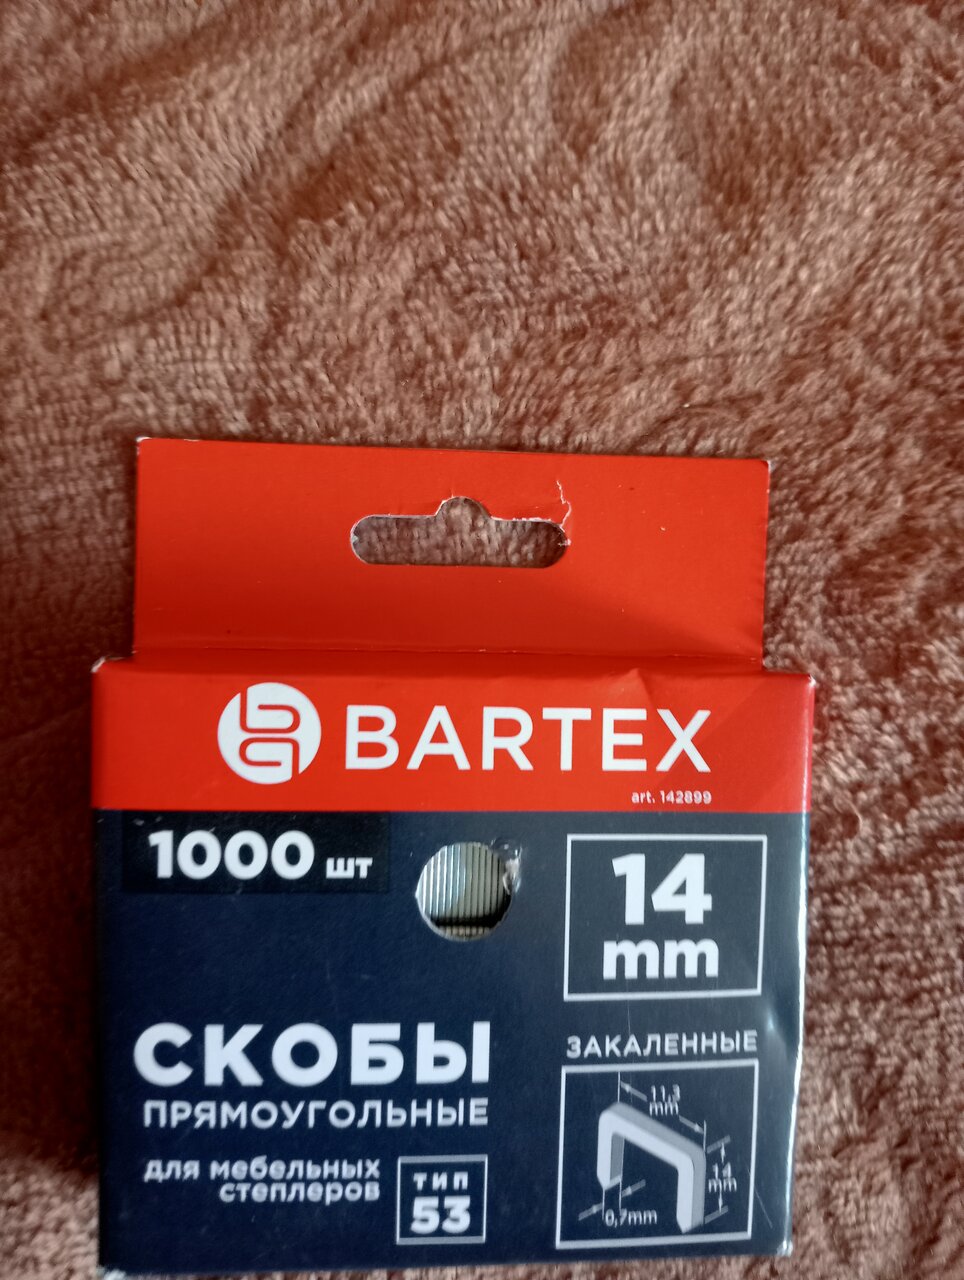 BARTEX
art. 142899
1000 шт
14
mm
СКОБЫ
ПРЯМОУГОЛЬНЫЕ
для мебельных
степлеров
тип
53
ЗАКАЛЕННЫЕ
11,3
mm
14
mm
0,7mm